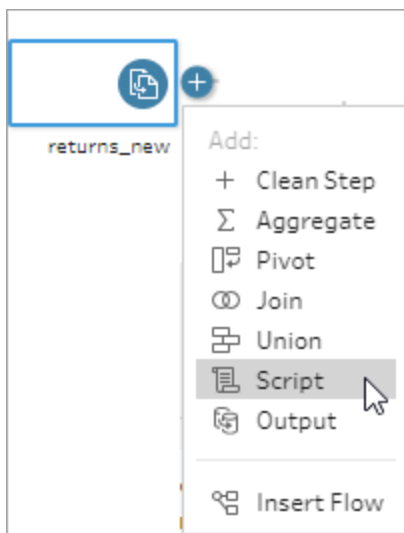 returns_new
Add:
Clean Step
Aggregate
Pivot
Join
Union
Script
Output
Insert Flow